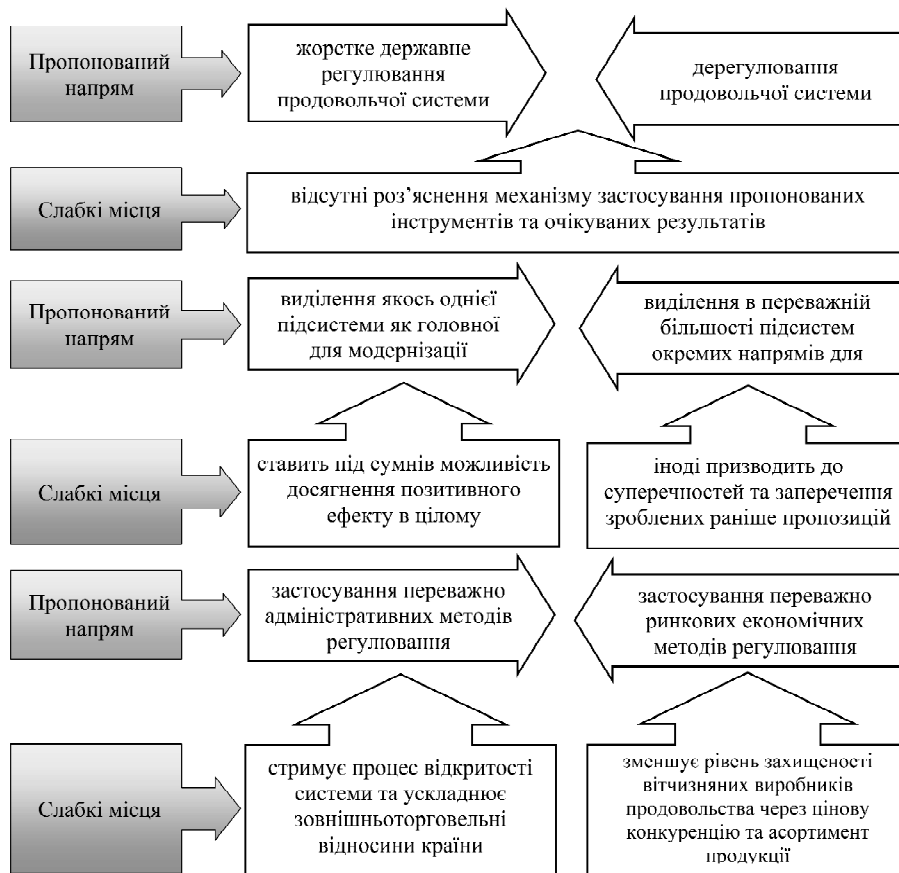 Пропонований
напрям
жорстке державне
регулювання
продовольчої системи
дерегулювання
продовольчої системи
Слабкі місця
відсутні роз’яснення механізму застосування пропонованих
інструментів та очікуваних результатів
Пропонований
напрям
виділення якось однієї
підсистеми як головної
для модернізації
виділення в переважній
більшості підсистем
окремих напрямів для
Слабкі місця
ставить під сумнів можливість
досягнення позитивного
ефекту в цілому
іноді призводить до
суперечностей та заперечення
зроблених раніше пропозицій
Пропонований
напрям
застосування переважно
адміністративних методів
регулювання
застосування переважно
ринкових економічних
методів регулювання
Слабкі місця
стримує процес відкритості
системи та ускладнює
зовнішньоторговельні
відносини країни
зменшує рівень захищеності
вітчизняних виробників
продовольства через цінову
конкуренцію та асортимент
продукції